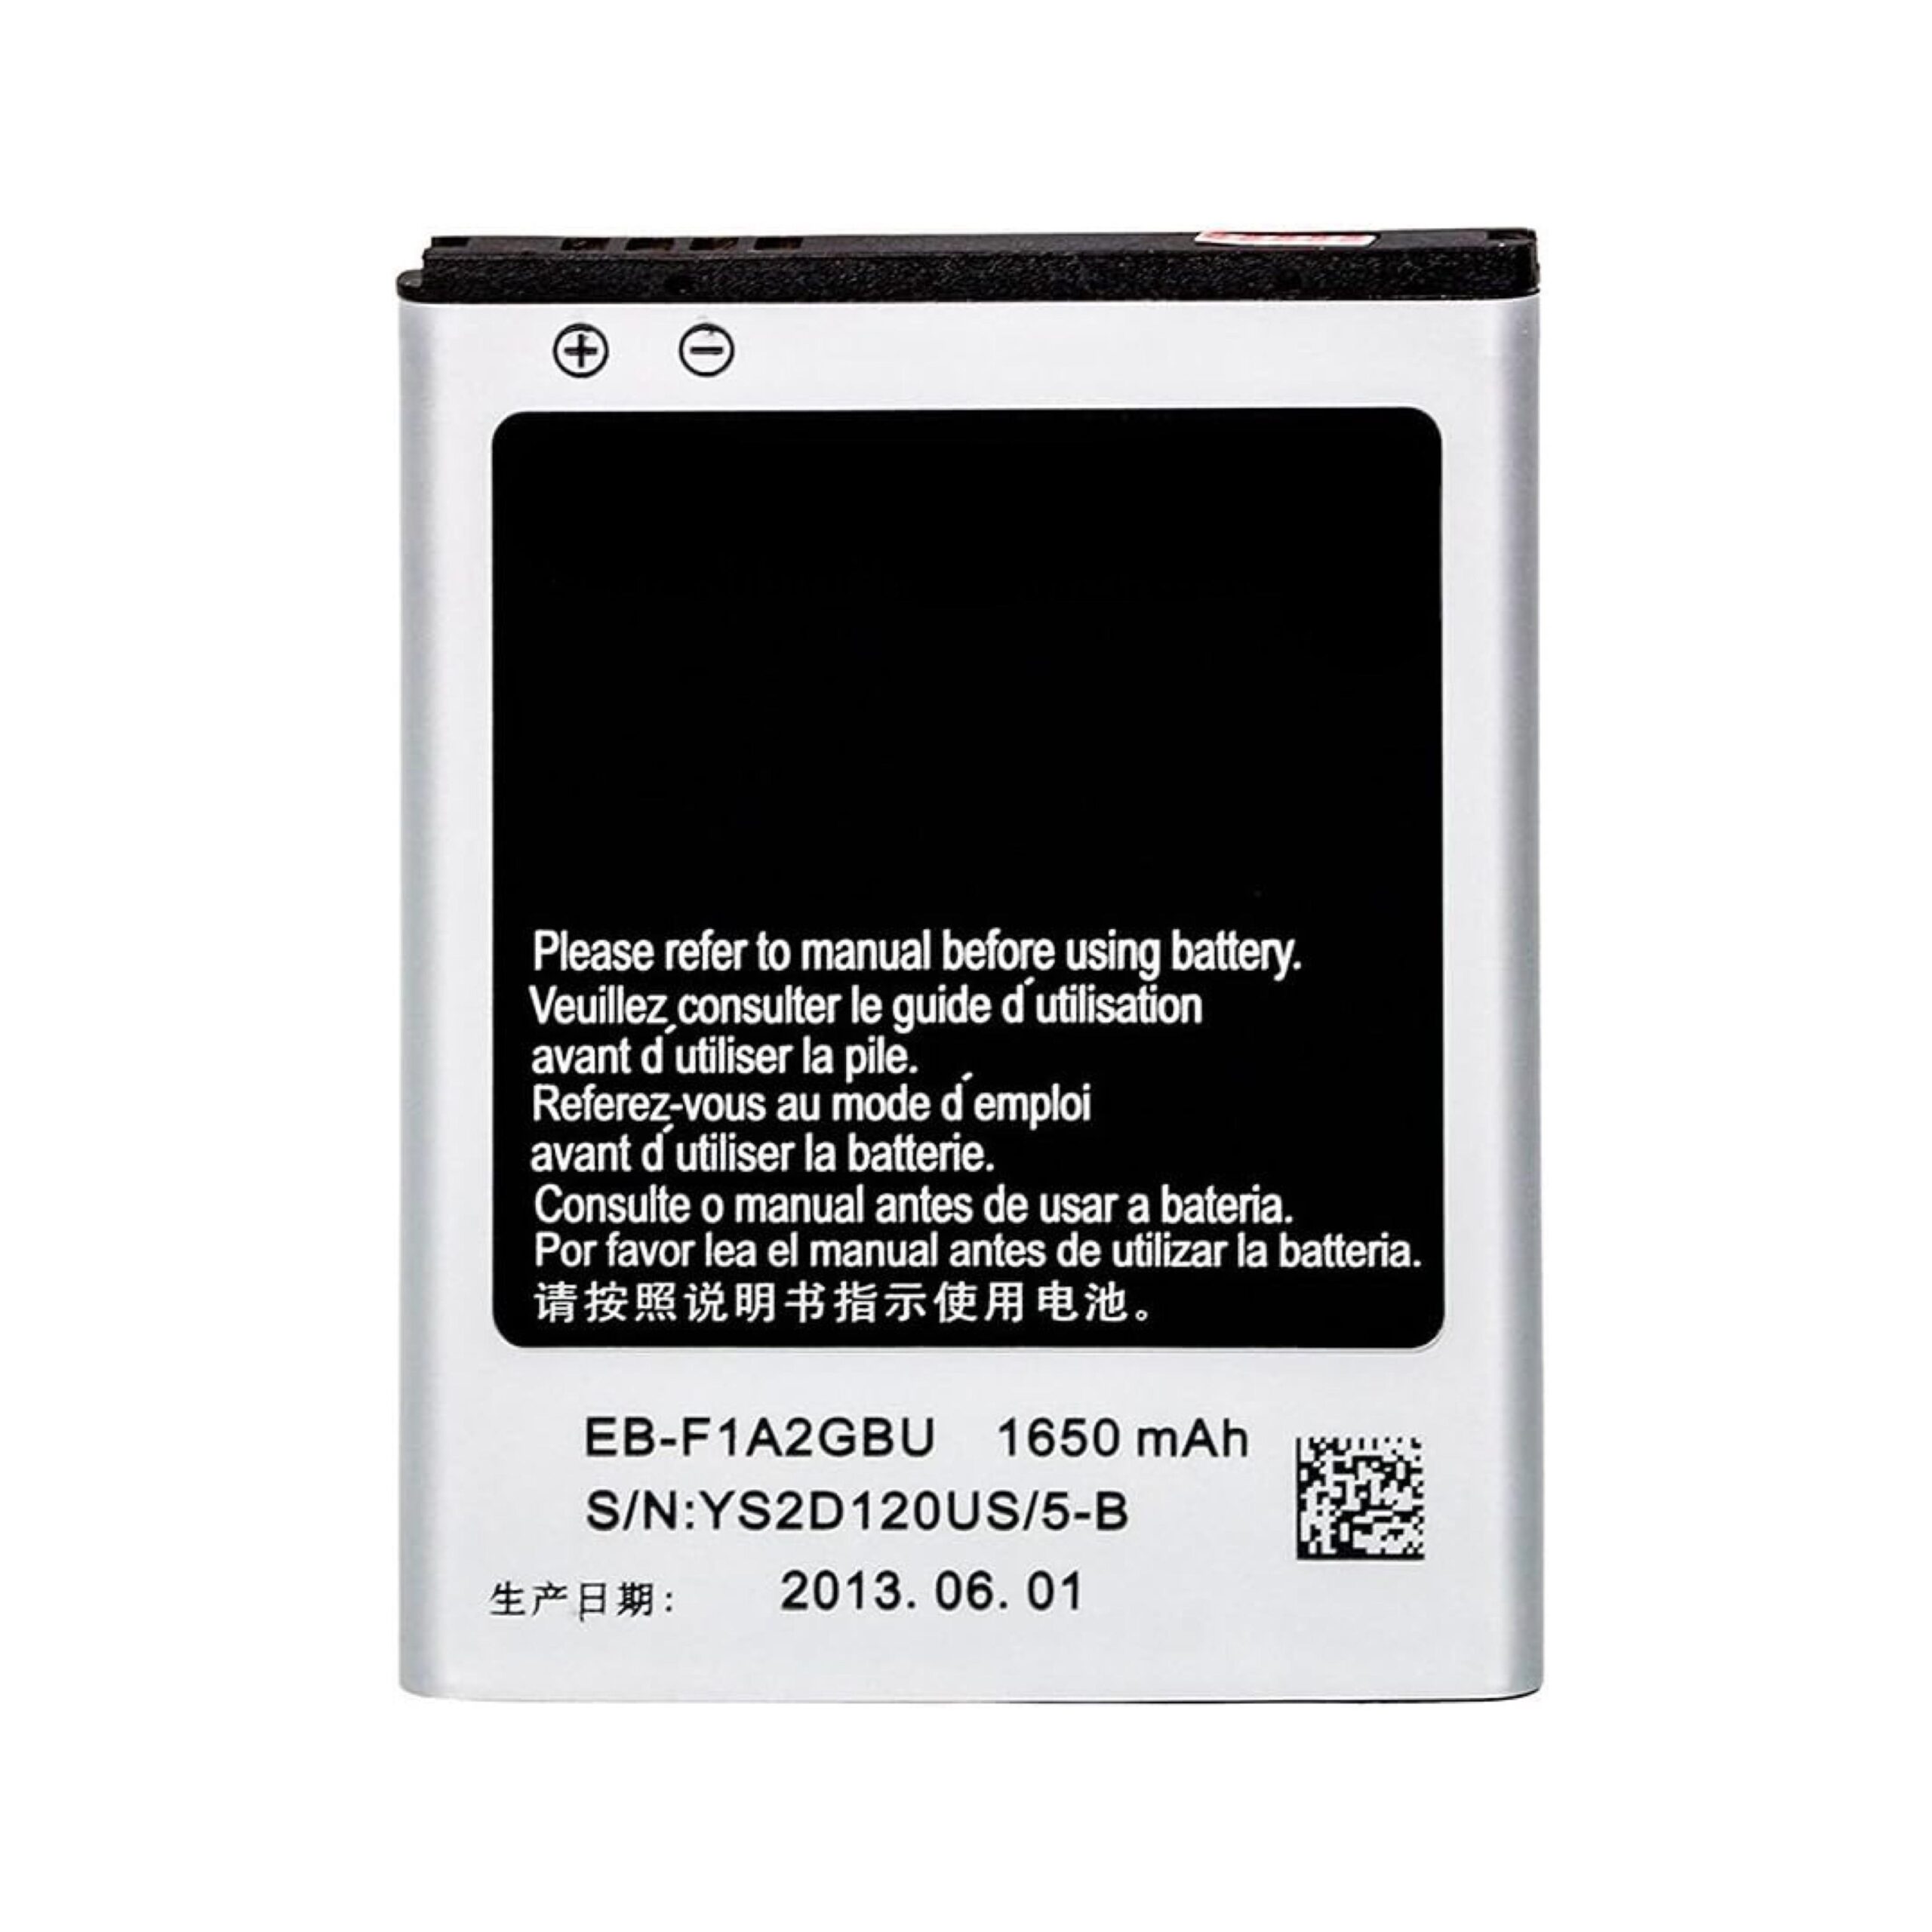 Please refer to manual before using battery.
Veuillez consulter le guide d´utilisation
avant d´utiliser la pile.
Referez-vous au mode d´emploi
avant d´utiliser la batterie.
Consulte o manual antes de usar a bateria.
Por favor lea el manual antes de utilizar la batteria.
请按照说明书指示使用电池。
EB-F1A2GBU 1650 mAh
S/N:YS2D120US/5-B
生产日期: 2013. 06. 01